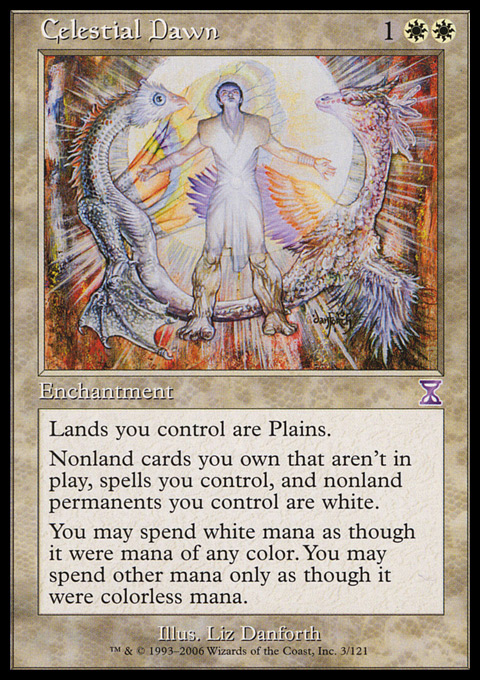 Celestial Dawn 1
Enchantment
Lands you control are Plains.
Nonland cards you own that aren't in
play, spells you control, and nonland
permanents you control are white.
You may spend white mana as though
it were mana of any color. You may
spend other mana only as though it
were colorless mana.
Illus. Liz Danforth
™ & © 1993–2006 Wizards of the Coast, Inc. 3/121